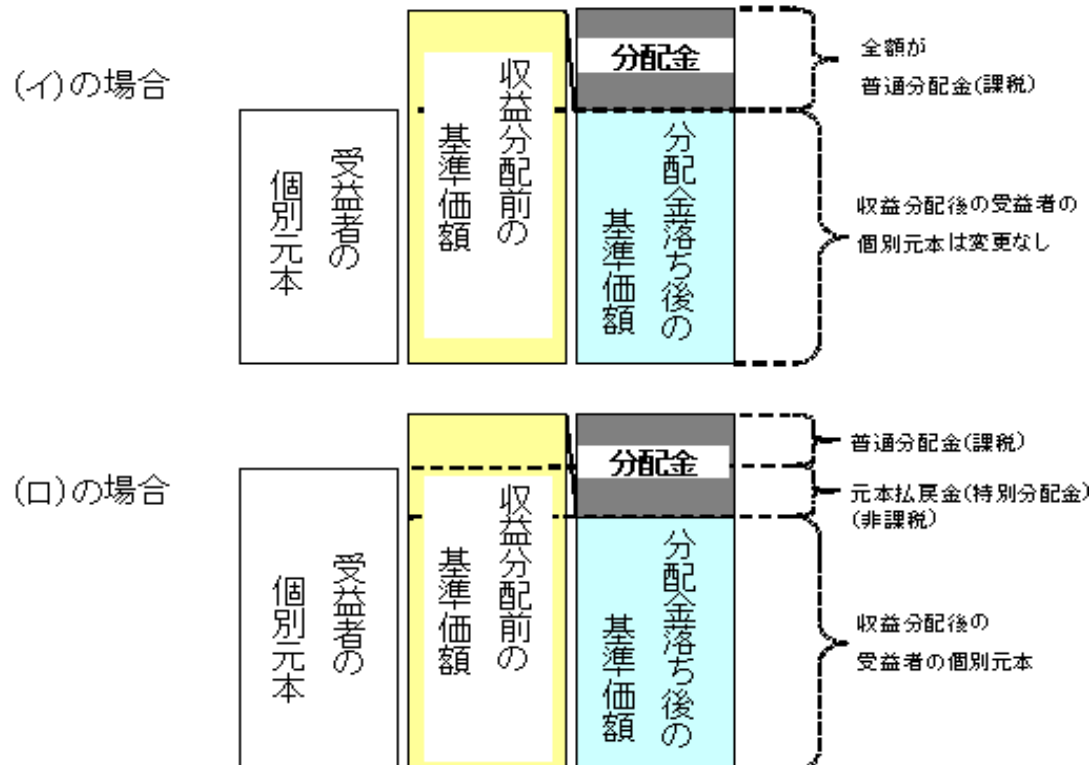 (イ)の場合
受益者の
個別元本
収益分配前の
基準価額
分配金
分配金落ち後の
基準価額
全額が
普通分配金(課税)
収益分配後の受益者の
個別元本は変更なし
(ロ)の場合
受益者の
個別元本
収益分配前の
基準価額
分配金
分配金落ち後の
基準価額
普通分配金(課税)
元本払戻金(特別分配金)
(非課税)
収益分配後の
受益者の個別元本